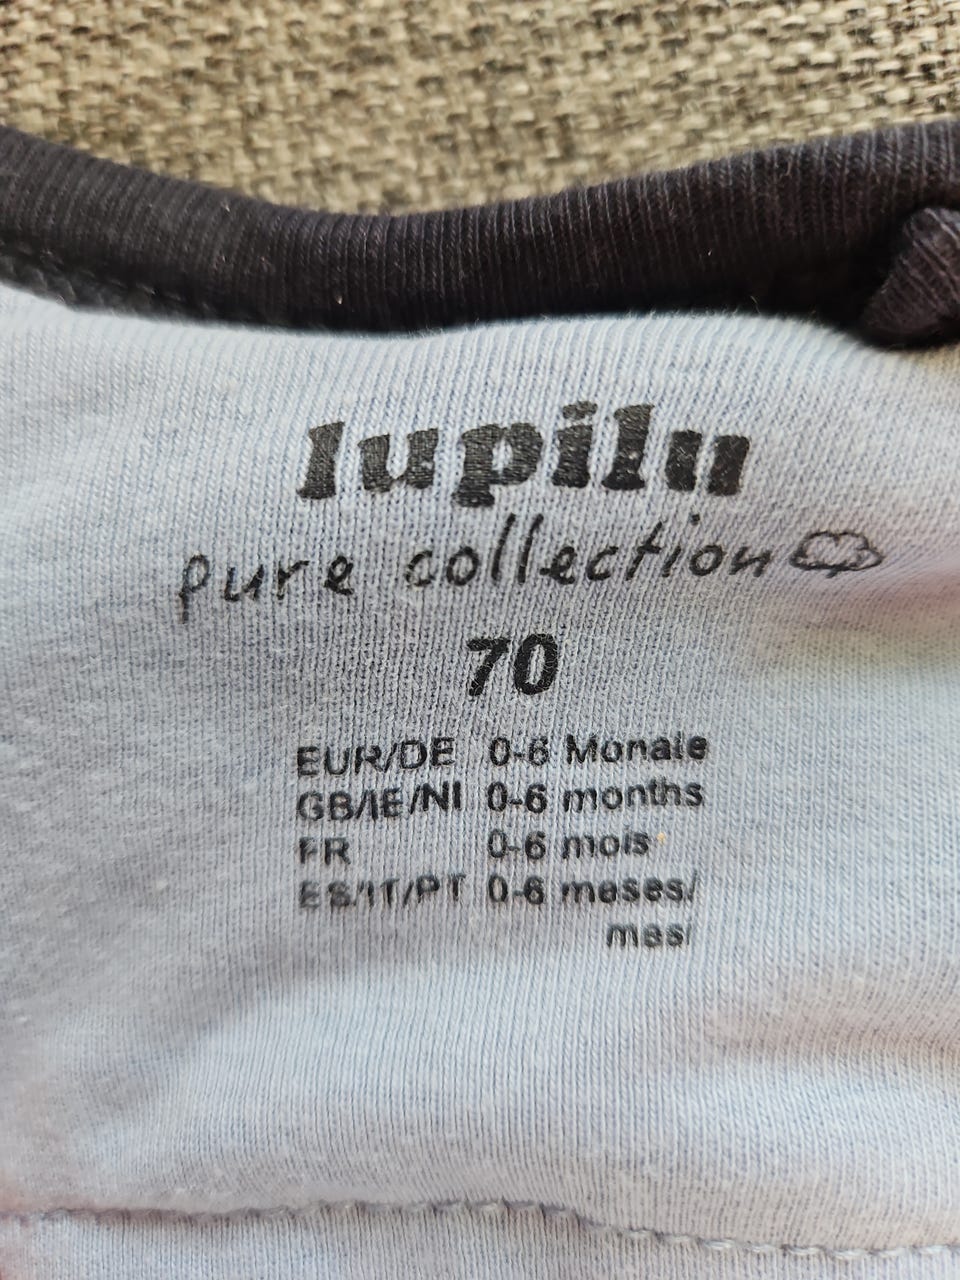 lupilu
pure collection
70
EUR/DE 0-6 Monate
GB/IE/NI 0-6 months
FR 0-6 mois
ES/IT/PT 0-6 meses/
mesi